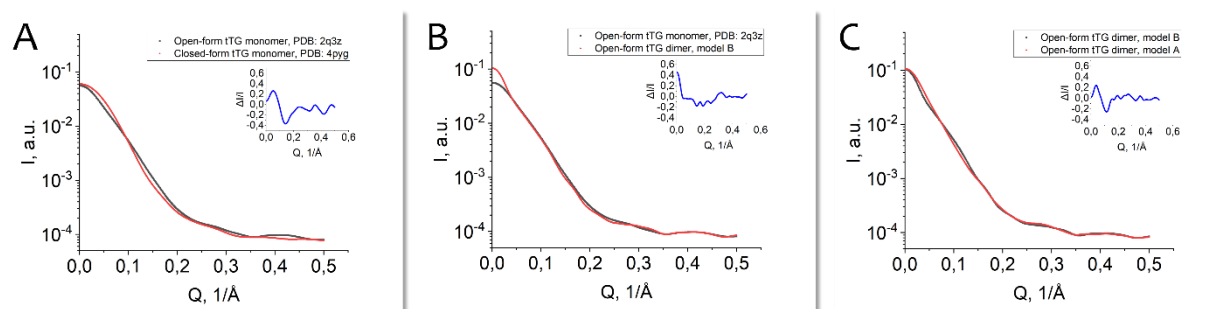 A
Open-form tTG monomer, PDB: 2q3z
Closed-form tTG monomer, PDB: 4pyg
I, a.u.
10⁻¹
10⁻²
10⁻³
10⁻⁴
0,0 0,1 0,2 0,3 0,4 0,5
Q, 1/Å
ΔI/I
0,6
0,4
0,2
0,0
-0,2
-0,4
0,0 0,2 0,4 0,6
Q, 1/Å
B
Open-form tTG monomer, PDB: 2q3z
Open-form tTG dimer, model B
I, a.u.
10⁻¹
10⁻²
10⁻³
10⁻⁴
0,0 0,1 0,2 0,3 0,4 0,5
Q, 1/Å
ΔI/I
0,6
0,4
0,2
0,0
-0,2
-0,4
0,0 0,2 0,4 0,6
Q, 1/Å
C
Open-form tTG dimer, model B
Open-form tTG dimer, model A
I, a.u.
10⁻¹
10⁻²
10⁻³
10⁻⁴
0,0 0,1 0,2 0,3 0,4 0,5
Q, 1/Å
ΔI/I
0,6
0,4
0,2
0,0
-0,2
-0,4
0,0 0,2 0,4 0,6
Q, 1/Å